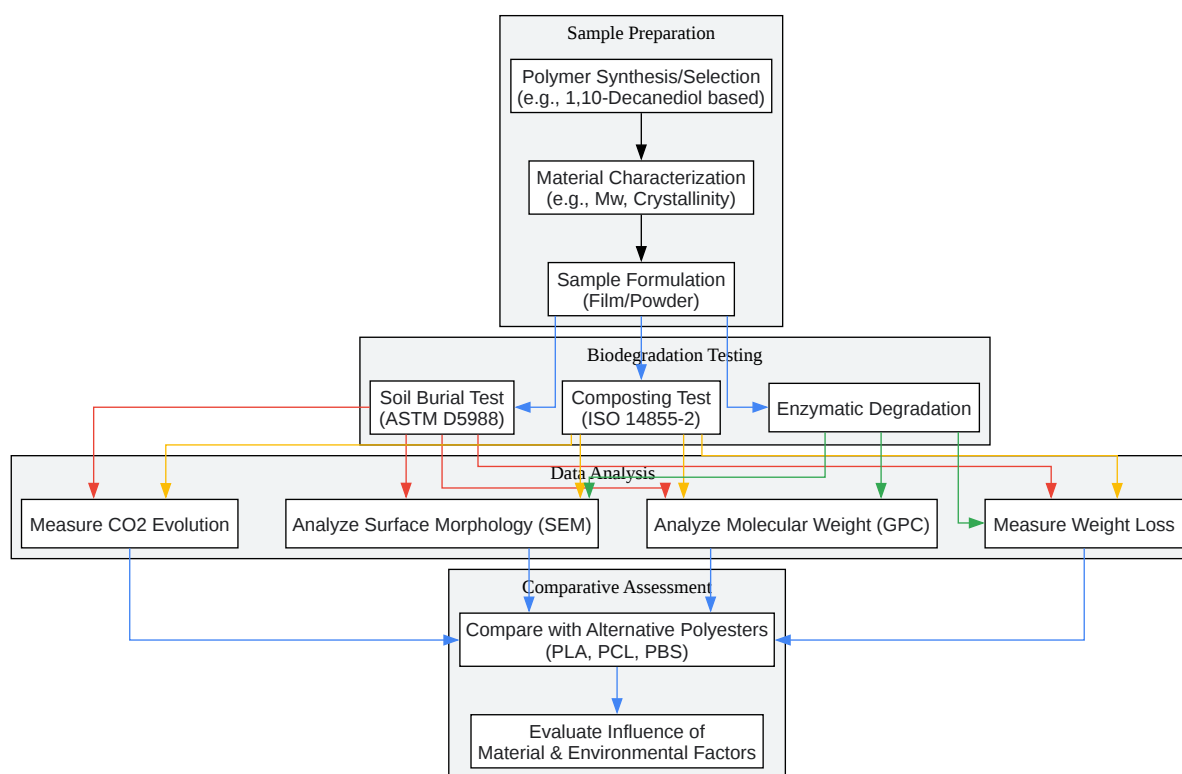 Sample Preparation
Polymer Synthesis/Selection
(e.g., 1,10-Decanediol based)
Material Characterization
(e.g., Mw, Crystallinity)
Sample Formulation
(Film/Powder)
Biodegradation Testing
Soil Burial Test
(ASTM D5988)
Composting Test
(ISO 14855-2)
Enzymatic Degradation
Data Analysis
Measure CO2 Evolution
Analyze Surface Morphology (SEM)
Analyze Molecular Weight (GPC)
Measure Weight Loss
Comparative Assessment
Compare with Alternative Polyesters
(PLA, PCL, PBS)
Evaluate Influence of
Material & Environmental Factors